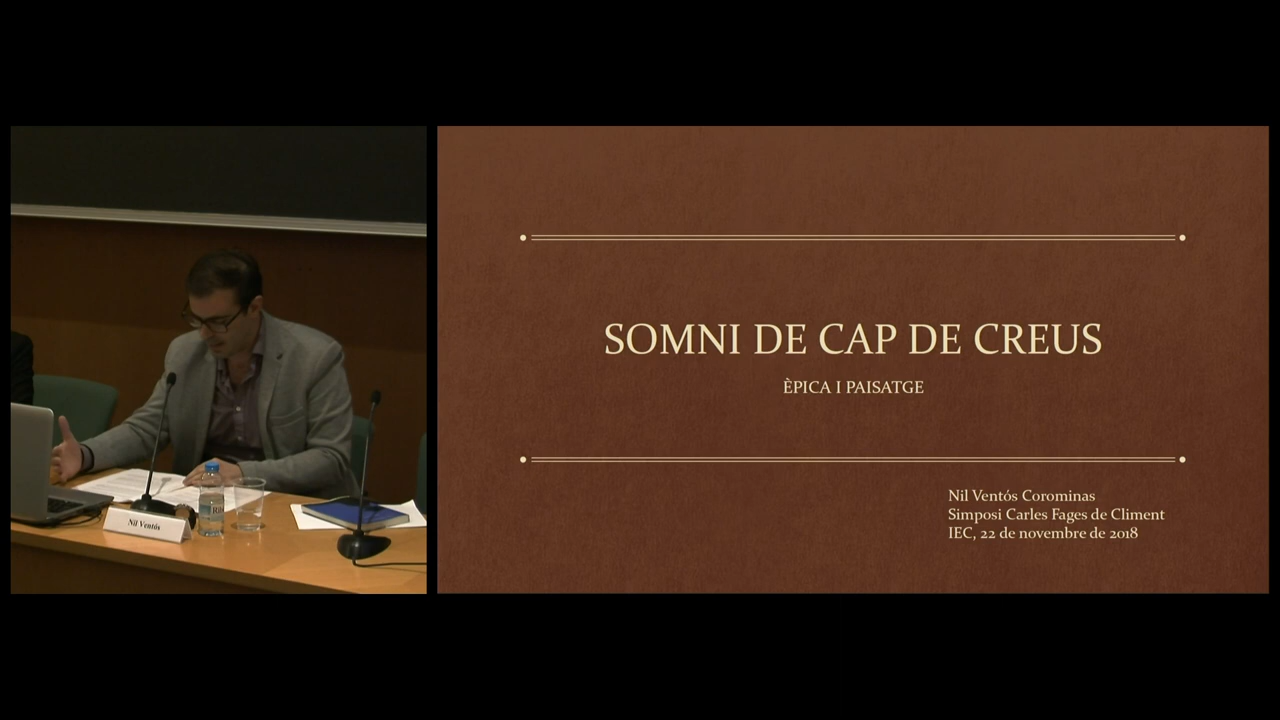 Nil Ventós
SOMNI DE CAP DE CREUS
ÈPICA I PAISATGE
Nil Ventós Corominas
Simposi Carles Fages de Climent
IEC, 22 de novembre de 2018